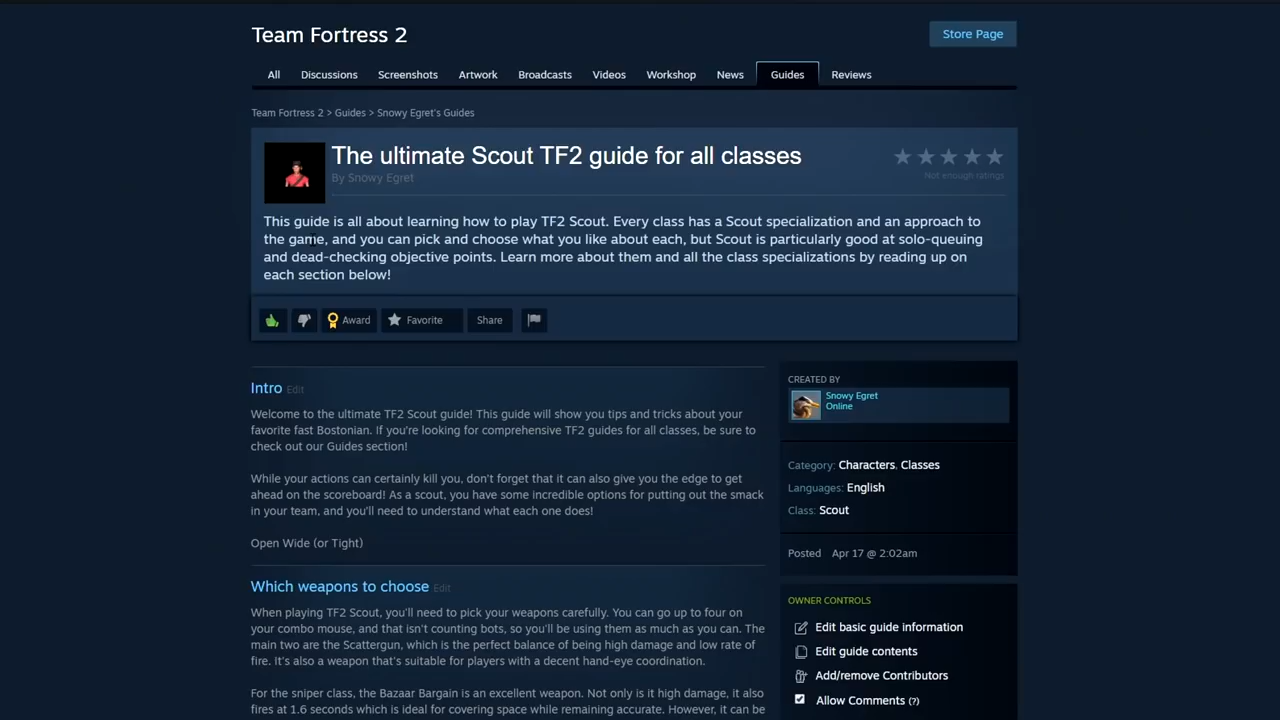 Team Fortress 2
Store Page
All Discussions Screenshots Artwork Broadcasts Videos Workshop News Guides Reviews
Team Fortress 2 > Guides > Snowy Egret's Guides
The ultimate Scout TF2 guide for all classes
By Snowy Egret
Not enough ratings
This guide is all about learning how to play TF2 Scout. Every class has a Scout specialization and an approach to
the game, and you can pick and choose what you like about each, but Scout is particularly good at solo-queuing
and dead-checking objective points. Learn more about them and all the class specializations by reading up on
each section below!
Award Favorite Share
Intro Edit
Welcome to the ultimate TF2 Scout guide! This guide will show you tips and tricks about your
favorite fast Bostonian. If you're looking for comprehensive TF2 guides for all classes, be sure to
check out our Guides section!
While your actions can certainly kill you, don't forget that it can also give you the edge to get
ahead on the scoreboard! As a scout, you have some incredible options for putting out the smack
in your team, and you'll need to understand what each one does!
Open Wide (or Tight)
Which weapons to choose Edit
When playing TF2 Scout, you'll need to pick your weapons carefully. You can go up to four on
your combo mouse, and that isn't counting bots, so you'll be using them as much as you can. The
main two are the Scattergun, which is the perfect balance of being high damage and low rate of
fire. It's also a weapon that's suitable for players with a decent hand-eye coordination.
For the sniper class, the Bazaar Bargain is an excellent weapon. Not only is it high damage, it also
fires at 1.6 seconds which is ideal for covering space while remaining accurate. However, it can be
CREATED BY
Snowy Egret
Online
Category: Characters, Classes
Languages: English
Class: Scout
Posted Apr 17 @ 2:02am
OWNER CONTROLS
Edit basic guide information
Edit guide contents
Add/remove Contributors
Allow Comments (?)